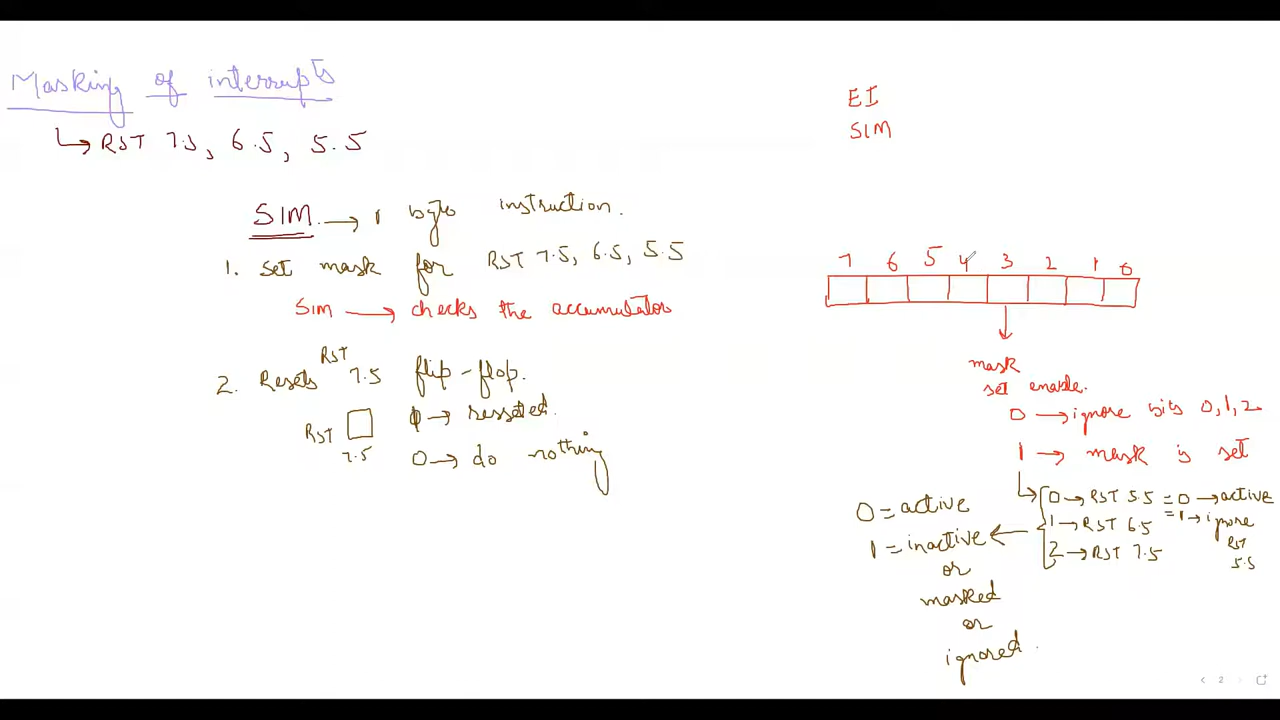 Masking of interrupts
↳ RST 7.5, 6.5, 5.5
EI
SIM
SIM. → 1 byte instruction.
1. Set mask for RST 7.5, 6.5, 5.5
SIM → checks the accumulator
2. Resets RST 7.5 flip-flop.
RST 7.5 1 → resseted.
0 → do nothing
7 6 5 4 3 2 1 0
mask
set enable.
0 → ignore bits 0, 1, 2
1 → mask is set
0 → RST 5.5 = 0 → active
= 1 → ignore
RST
5.5
1 → RST 6.5
2 → RST 7.5
0 = active
1 = inactive
or
masked
or
ignored.
2